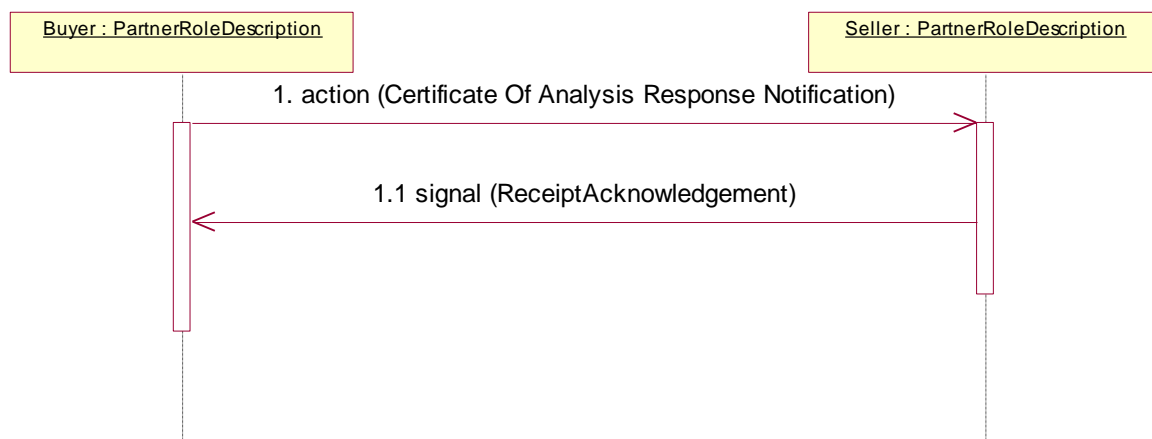 Buyer : PartnerRoleDescription
Seller : PartnerRoleDescription
1. action (Certificate Of Analysis Response Notification)
1.1 signal (ReceiptAcknowledgement)